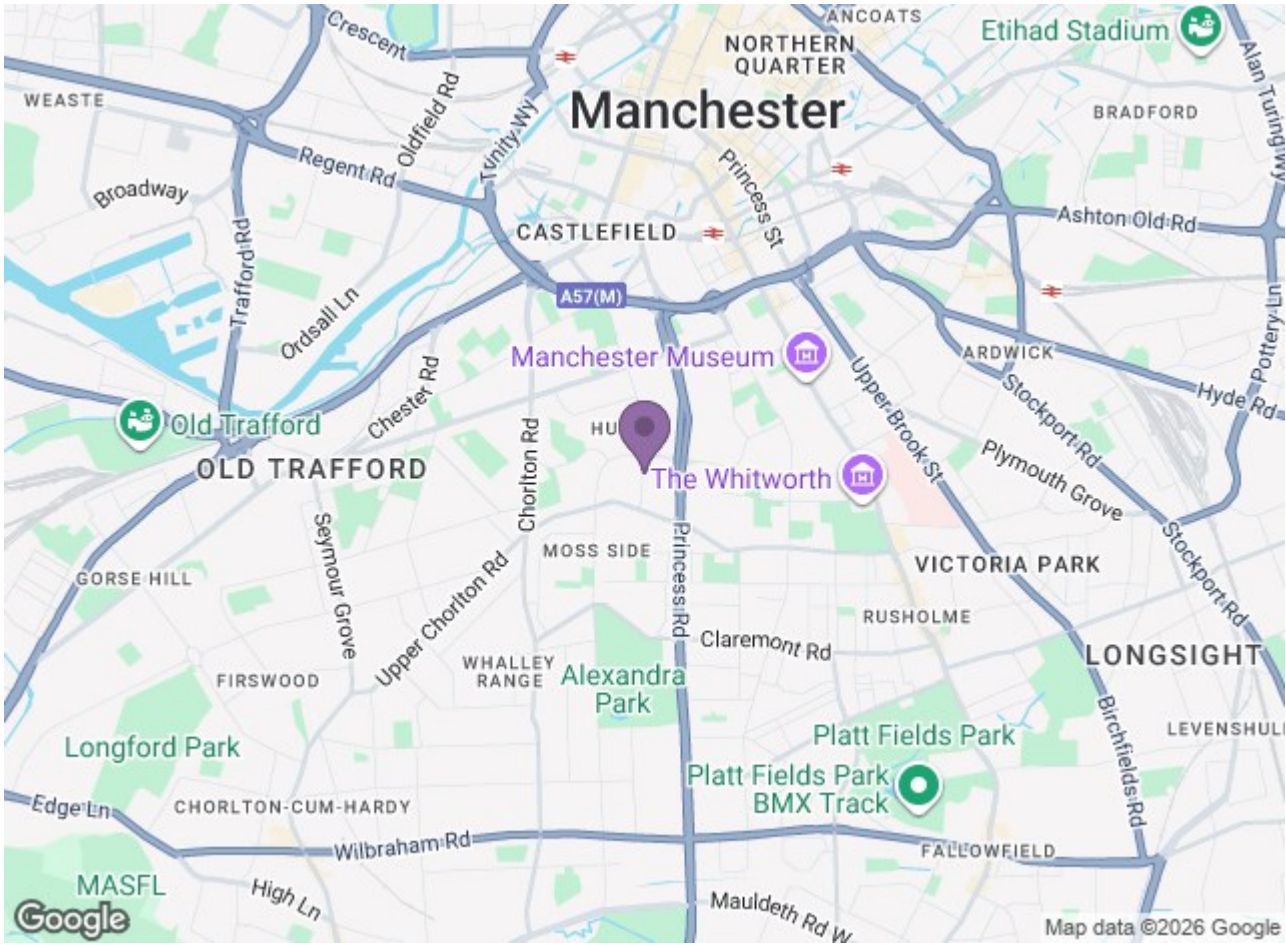 Crescent
ANCOATS
Etihad Stadium
NORTHERN
QUARTER
Alan Turing Wy
WEASTE
Oldfield Rd
Trinity Wy
Manchester
BRADFORD
Regent Rd
Princess St
Broadway
CASTLEFIELD
Ashton Old Rd
Trafford Rd
A57(M)
Ordsall Ln
Manchester Museum
ARDWICK
Pottery Ln
Chester Rd
Upper Brook St
Stockport Rd
Hyde Rd
Old Trafford
HU
OLD TRAFFORD
Chorlton Rd
The Whitworth
Plymouth Grove
Seymour Grove
MOSS SIDE
Princess Rd
VICTORIA PARK
Stockport Rd
GORSE HILL
Upper Chorlton Rd
RUSHOLME
Claremont Rd
LONGSIGHT
FIRSWOOD
WHALLEY
RANGE
Alexandra
Park
Birchfields Rd
LEVENSHUL
Longford Park
Platt Fields Park
Platt Fields Park
BMX Track
Edge Ln
CHORLTON-CUM-HARDY
Wilbraham Rd
FALLOWFIELD
MASFL
High Ln
Mauldeth Rd W
Google
Map data ©2026 Google